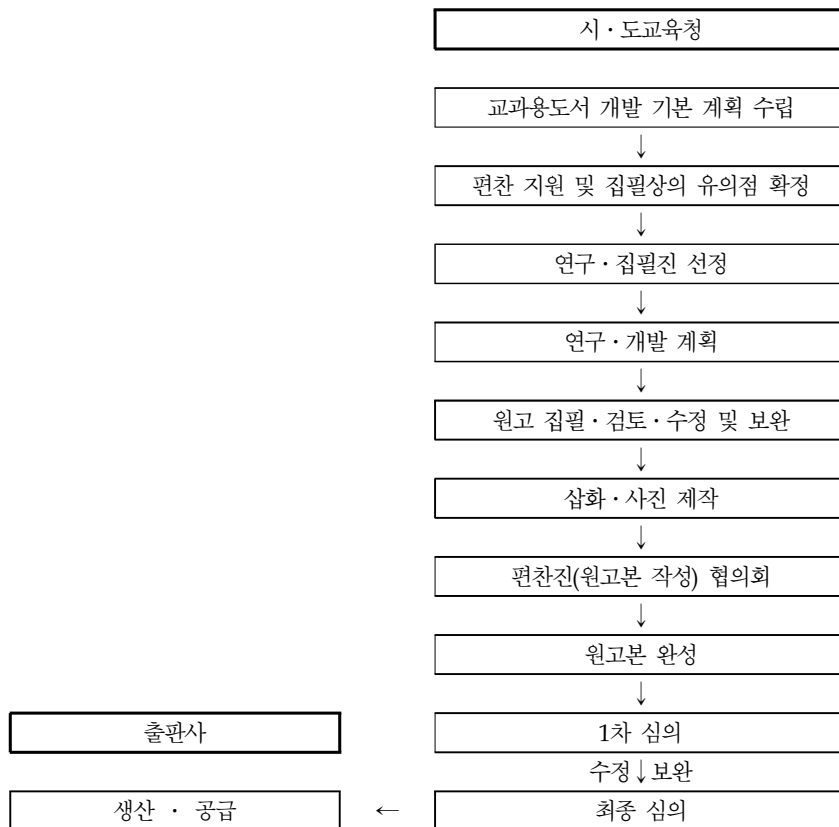 시·도교육청
교과용도서 개발 기본 계획 수립
↓
편찬 지원 및 집필상의 유의점 확정
↓
연구·집필진 선정
↓
연구·개발 계획
↓
원고 집필·검토·수정 및 보완
↓
삽화·사진 제작
↓
편찬진(원고본 작성) 협의회
↓
원고본 완성
↓
출판사 1차 심의
수정↓보완
생산 · 공급 ← 최종 심의